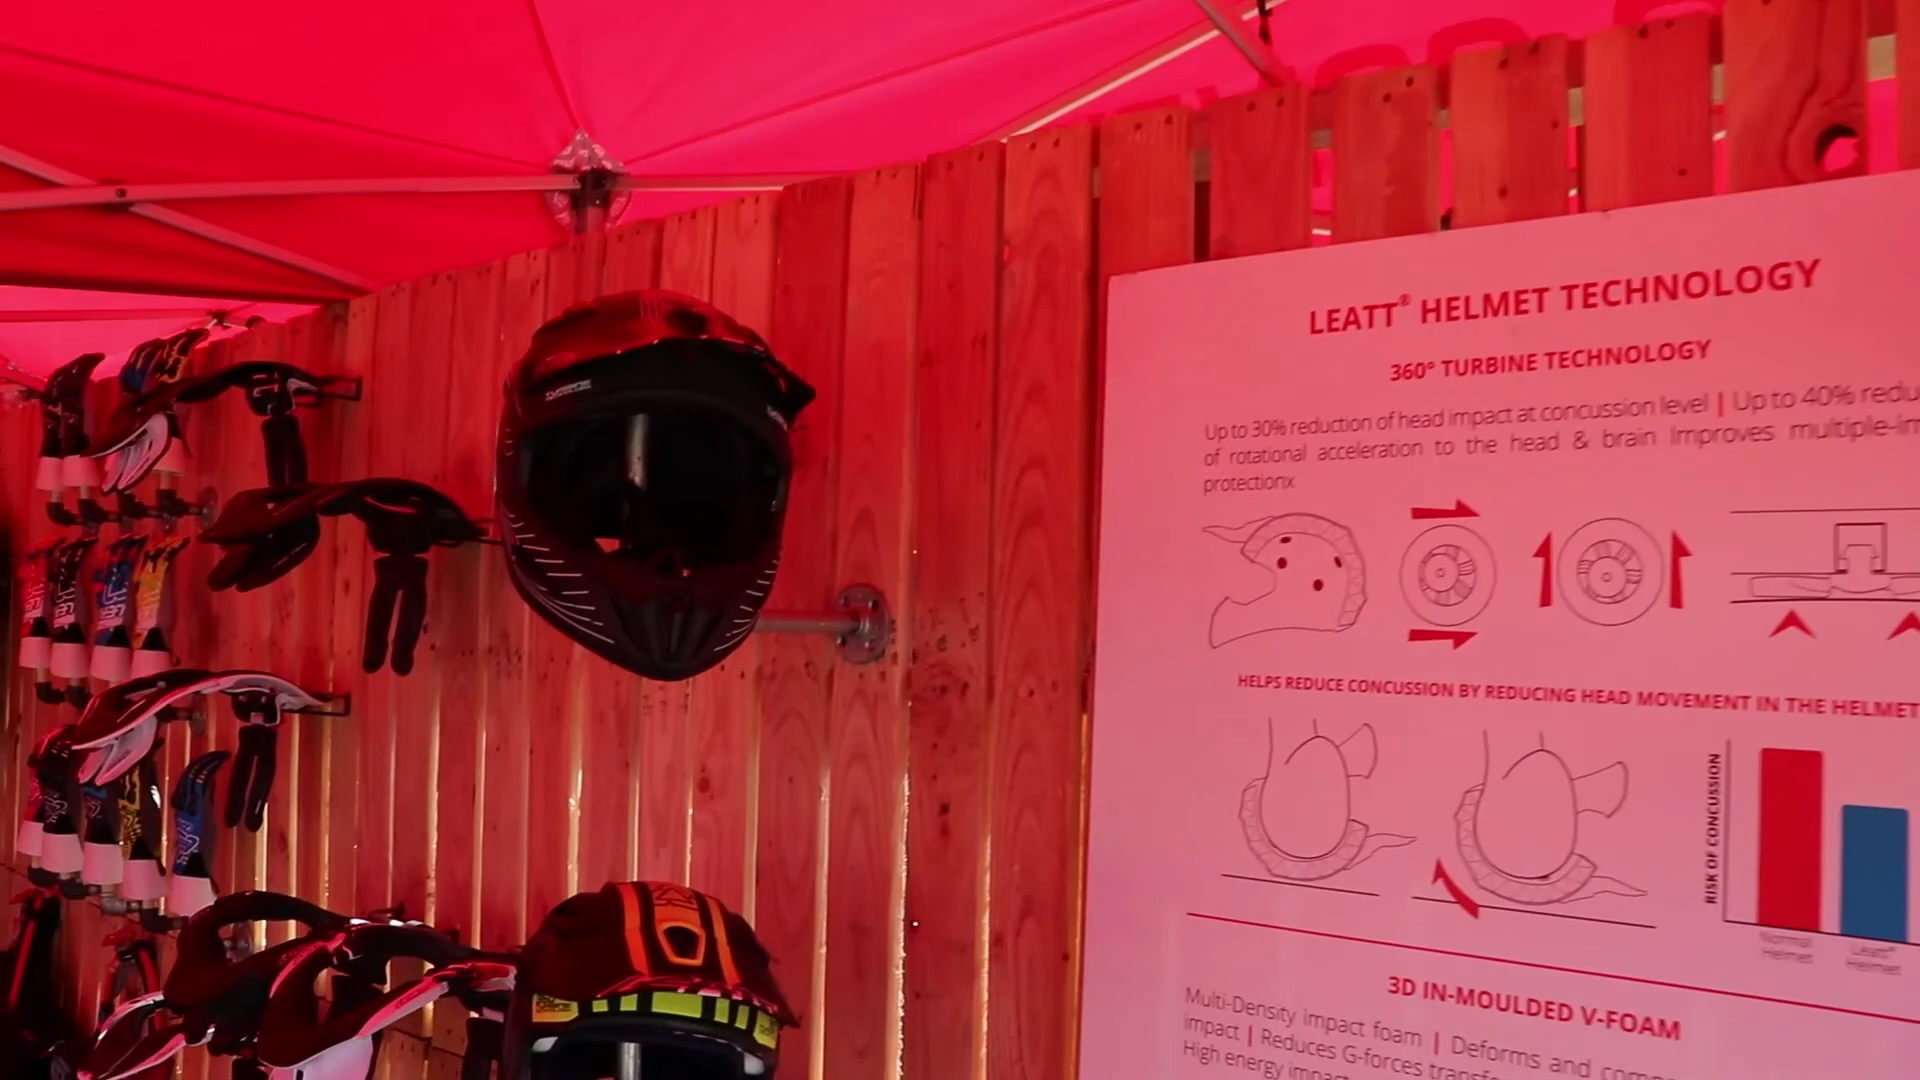 LEATT® HELMET TECHNOLOGY
360° TURBINE TECHNOLOGY
Up to 30% reduction of head impact at concussion level | Up to 40% redu
of rotational acceleration to the head & brain Improves multiple-im
protectionx
HELPS REDUCE CONCUSSION BY REDUCING HEAD MOVEMENT IN THE HELMET
RISK OF CONCUSSION
Normal
Helmet
Leatt®
Helmet
3D IN-MOULDED V-FOAM
Multi-Density impact foam | Deforms and comp
impact | Reduces G-forces transfe
High energy impact